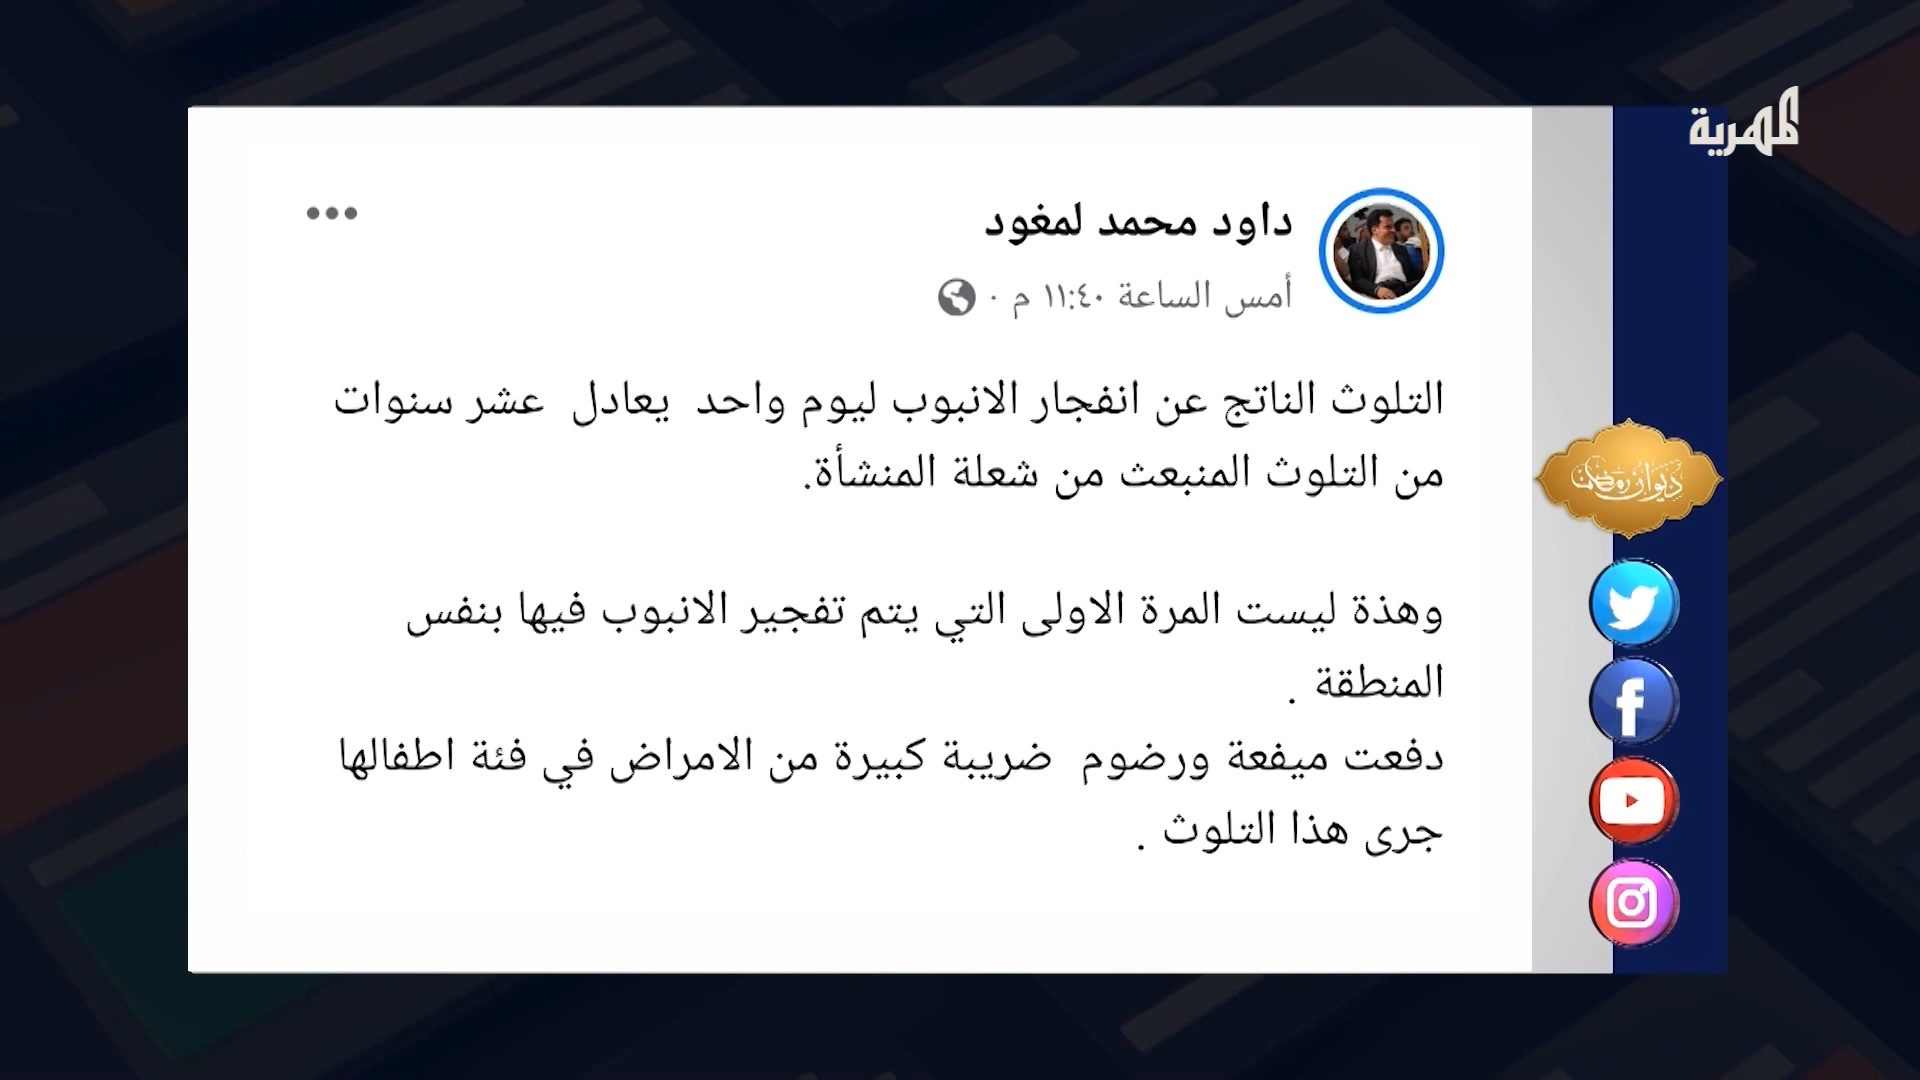 المهرية
داود محمد لمغود
أمس الساعة ١١:٤٠ م ·
التلوث الناتج عن انفجار الانبوب ليوم واحد يعادل عشر سنوات
من التلوث المنبعث من شعلة المنشأة.
وهذة ليست المرة الاولى التي يتم تفجير الانبوب فيها بنفس
المنطقة .
دفعت ميفعة ورضوم ضريبة كبيرة من الامراض في فئة اطفالها
جرى هذا التلوث .
ديوان رمضان